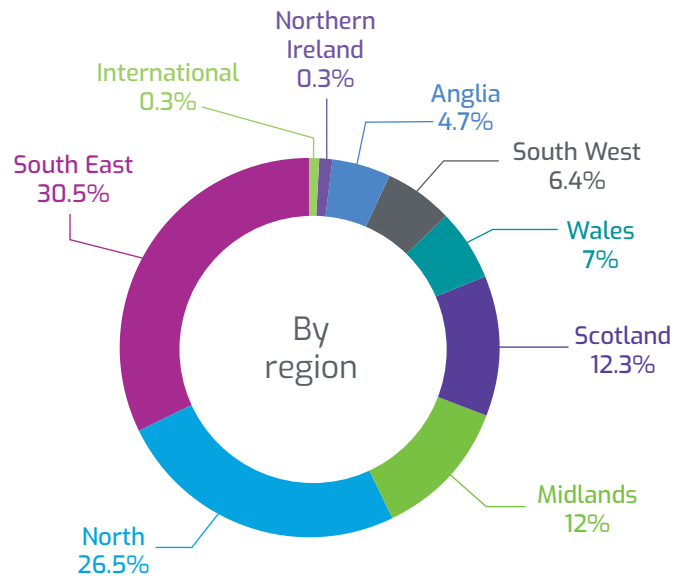 Northern
Ireland
0.3%
International
0.3%
Anglia
4.7%
South West
6.4%
South East
30.5%
Wales
7%
Scotland
12.3%
By
region
Midlands
12%
North
26.5%